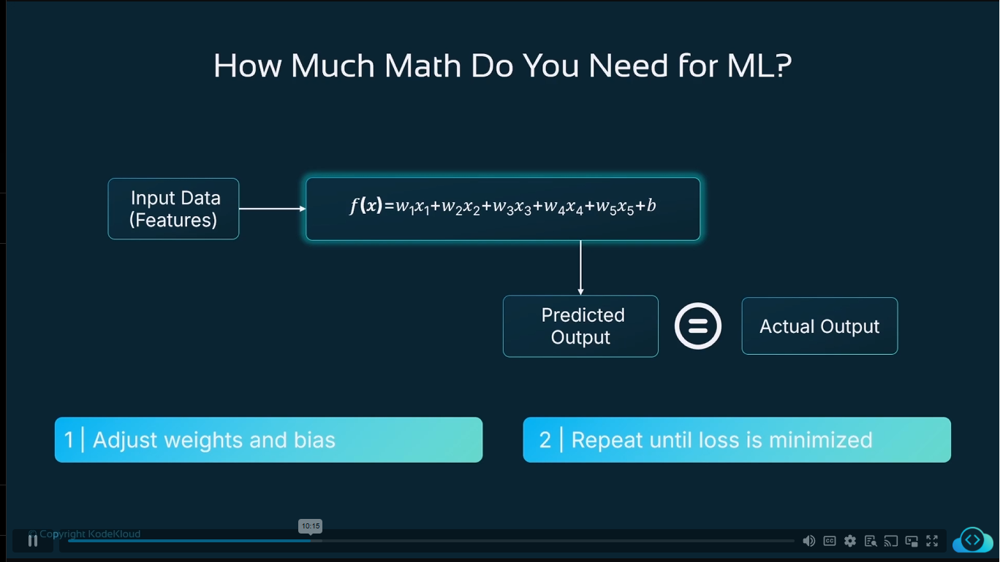 How Much Math Do You Need for ML?
Input Data
(Features)
f(x)=w₁x₁+w₂x₂+w₃x₃+w₄x₄+w₅x₅+b
Predicted
Output
Actual Output
1 | Adjust weights and bias
2 | Repeat until loss is minimized
10:15
© Copyright KodeKloud
CC